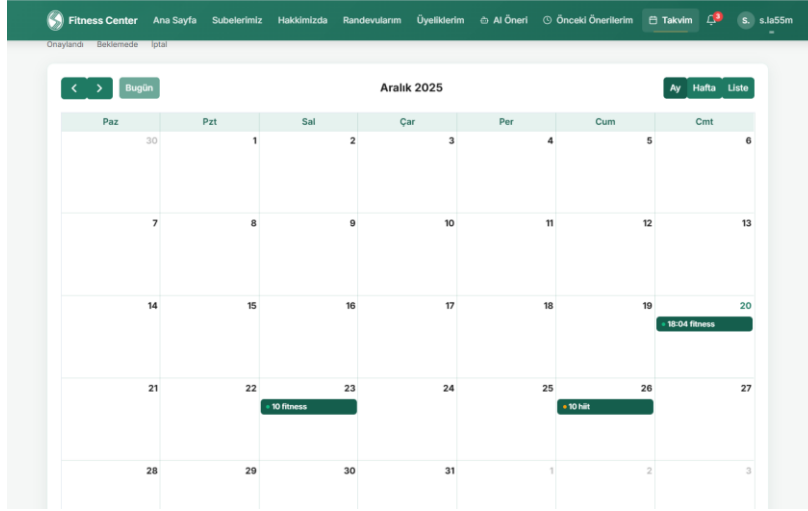 Fitness Center Ana Sayfa Subelerimiz Hakkimizda Randevularım Üyeliklerim AI Öneri Önceki Önerilerim Takvim 3 S. s.la55m
Onaylandı Beklemede İptal
Bugün Aralık 2025 Ay Hafta Liste
Paz Pzt Sal Çar Per Cum Cmt
30 1 2 3 4 5 6
7 8 9 10 11 12 13
14 15 16 17 18 19 20
18:04 fitness
21 22 23 24 25 26 27
10 fitness 10 hiit
28 29 30 31 1 2 3